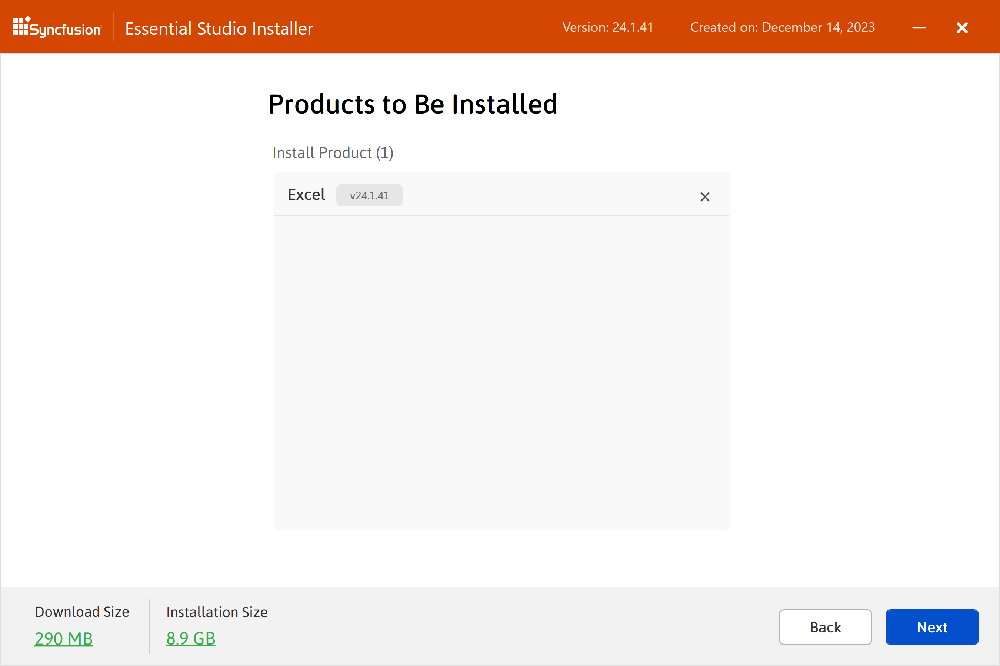 Syncfusion Essential Studio Installer Version: 24.1.41 Created on: December 14, 2023
Products to Be Installed
Install Product (1)
Excel v24.1.41
Download Size Installation Size
290 MB 8.9 GB
Back Next